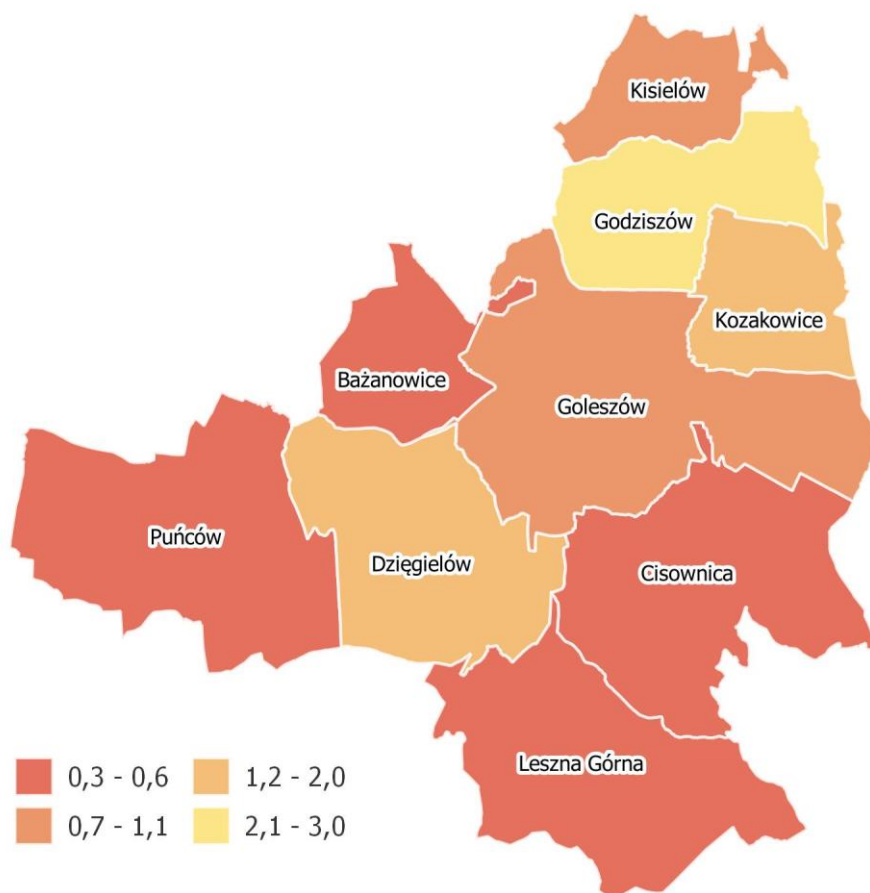 Kisielów
Godziszów
Kozakowice
Bażanowice
Goleszów
Puńców
Dzięgielów
Cisownica
Leszna Górna
0,3 - 0,6
1,2 - 2,0
0,7 - 1,1
2,1 - 3,0